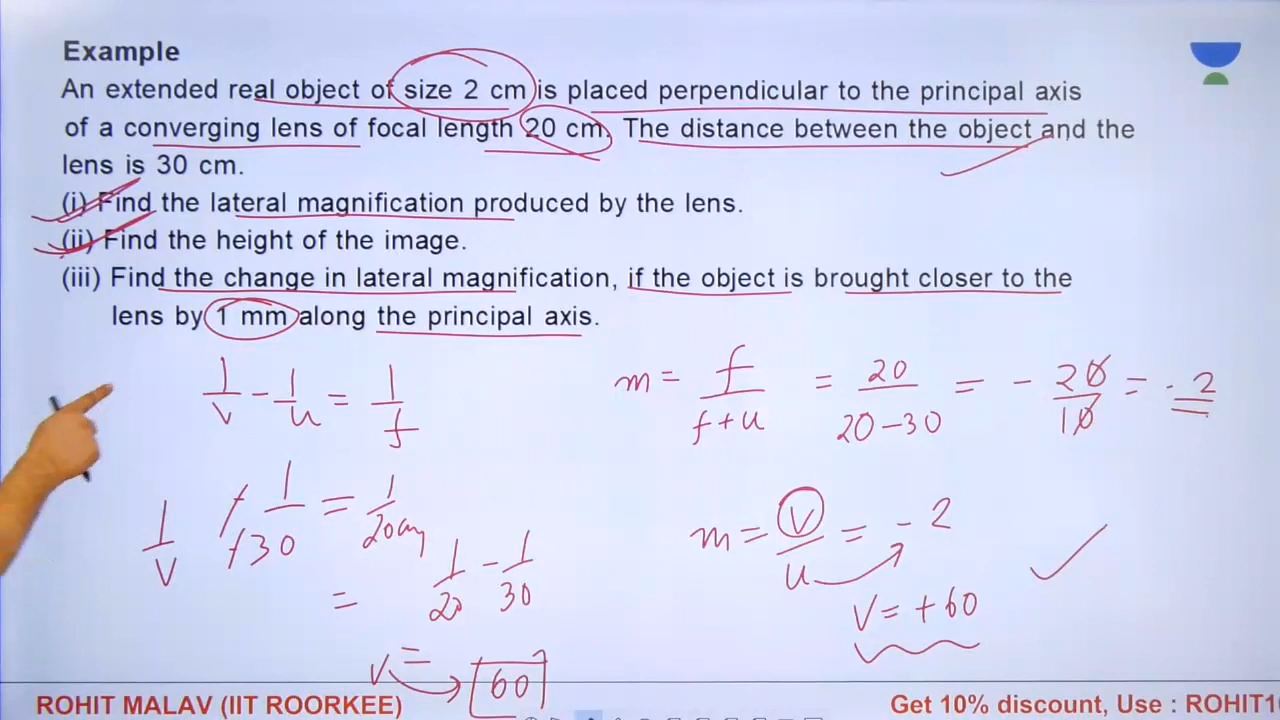 Example
An extended real object of size 2 cm is placed perpendicular to the principal axis
of a converging lens of focal length 20 cm. The distance between the object and the
lens is 30 cm.
(i) Find the lateral magnification produced by the lens.
(ii) Find the height of the image.
(iii) Find the change in lateral magnification, if the object is brought closer to the
lens by 1 mm along the principal axis.
1/v - 1/u = 1/f
m = f/(f+u) = 20/(20-30) = - 20/10 = - 2
1/v + 1/+30 = 1/20cm
m = v/u = - 2
= 1/20 - 1/30
v = +60
v = 60
ROHIT MALAV (IIT ROORKEE)
Get 10% discount, Use : ROHIT1